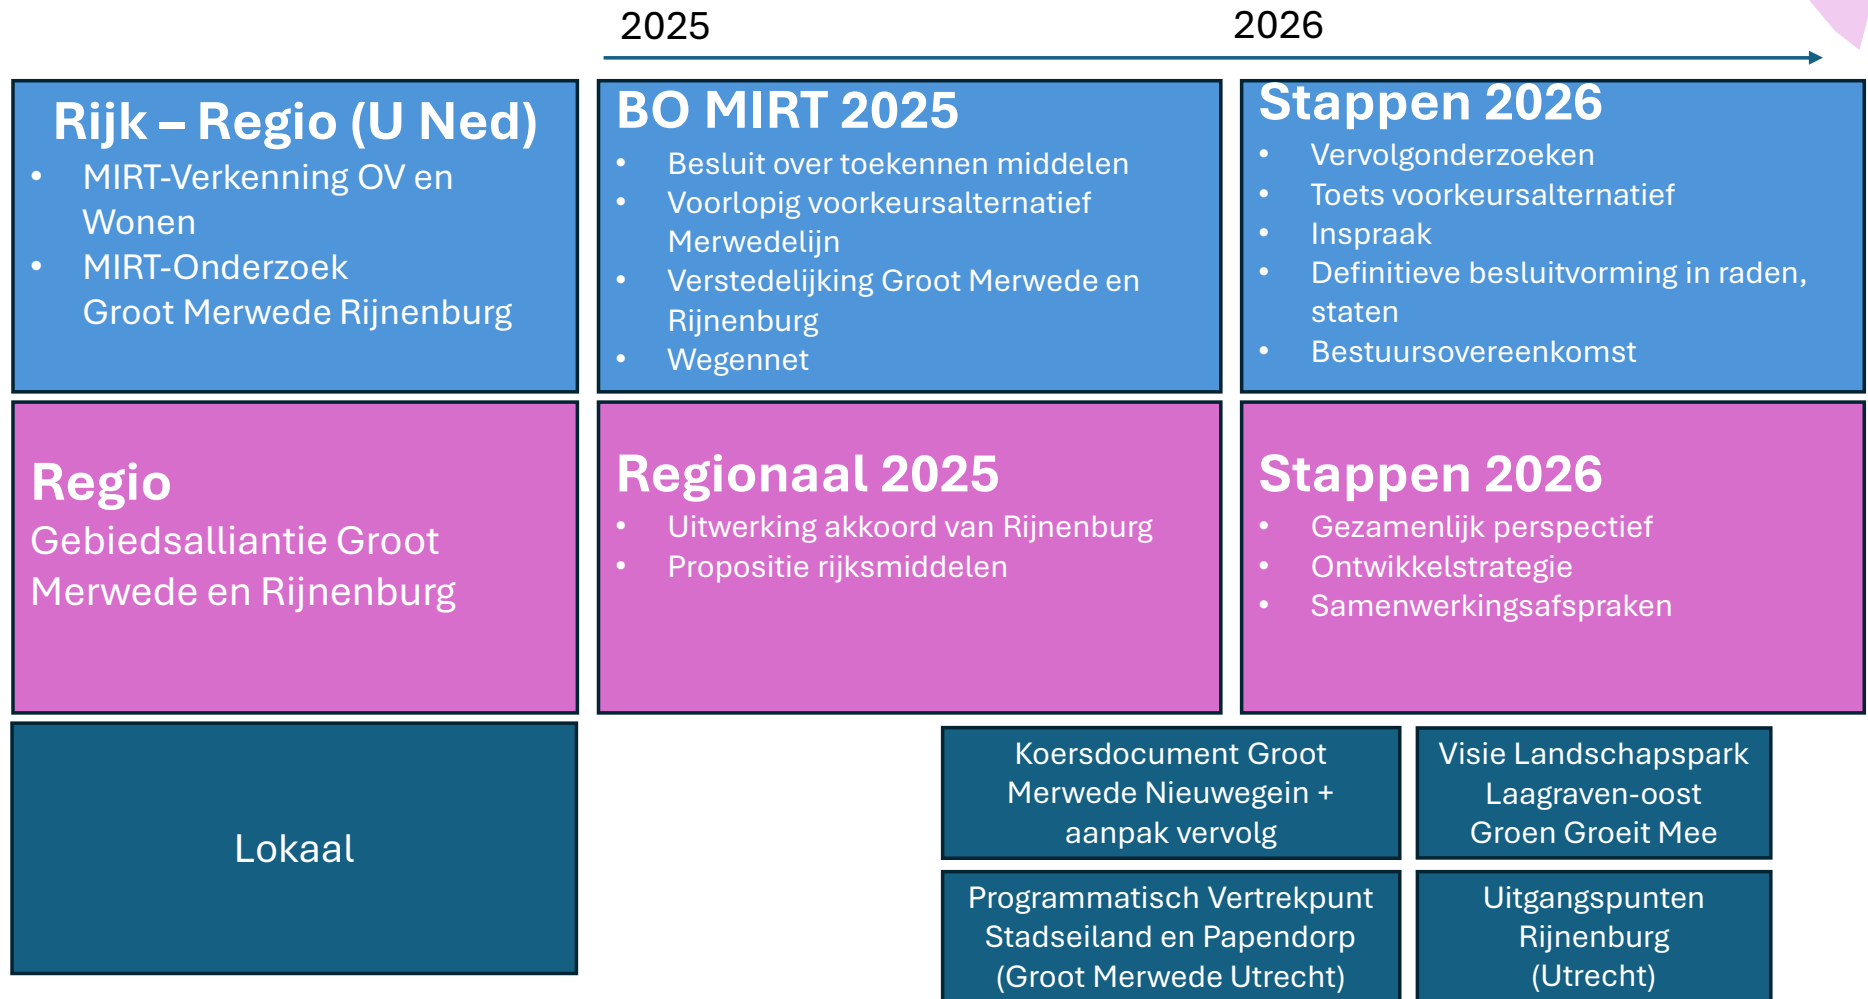 2025
2026
Rijk – Regio (U Ned)
• MIRT-Verkenning OV en
Wonen
• MIRT-Onderzoek
Groot Merwede Rijnenburg
BO MIRT 2025
• Besluit over toekennen middelen
• Voorlopig voorkeursalternatief
Merwedelijn
• Verstedelijking Groot Merwede en
Rijnenburg
• Wegennet
Stappen 2026
• Vervolgonderzoeken
• Toets voorkeursalternatief
• Inspraak
• Definitieve besluitvorming in raden,
staten
• Bestuursovereenkomst
Regio
Gebiedsalliantie Groot
Merwede en Rijnenburg
Regionaal 2025
• Uitwerking akkoord van Rijnenburg
• Propositie rijksmiddelen
Stappen 2026
• Gezamenlijk perspectief
• Ontwikkelstrategie
• Samenwerkingsafspraken
Lokaal
Koersdocument Groot
Merwede Nieuwegein +
aanpak vervolg
Visie Landschapspark
Laagraven-oost
Groen Groeit Mee
Programmatisch Vertrekpunt
Stadseiland en Papendorp
(Groot Merwede Utrecht)
Uitgangspunten
Rijnenburg
(Utrecht)